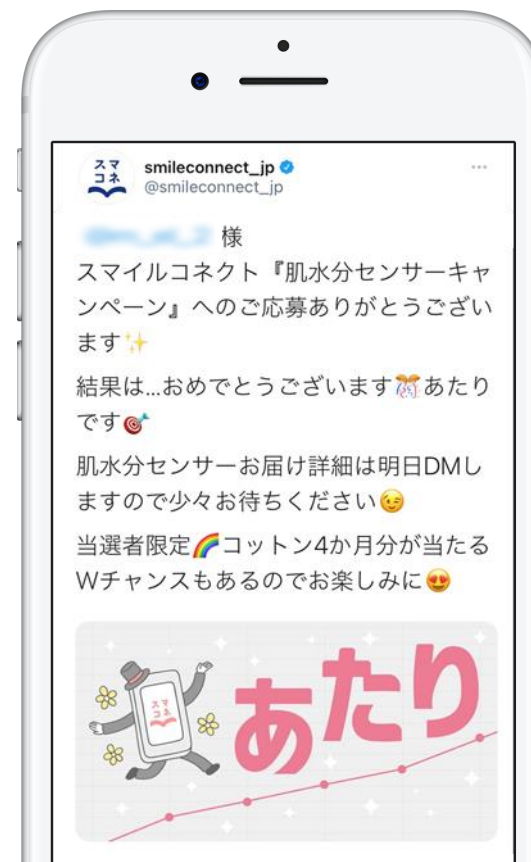 スマ
コネ
smileconnect_jp
@smileconnect_jp
様
スマイルコネクト『肌水分センサーキャ
ンペーン』へのご応募ありがとうござい
ます✨
結果は...おめでとうございます🎊あたり
です🎯
肌水分センサーお届け詳細は明日DMし
ますので少々お待ちください😉
当選者限定🌈コットン4か月分が当たる
Wチャンスもあるのでお楽しみに😍
スマ
コネ
あたり